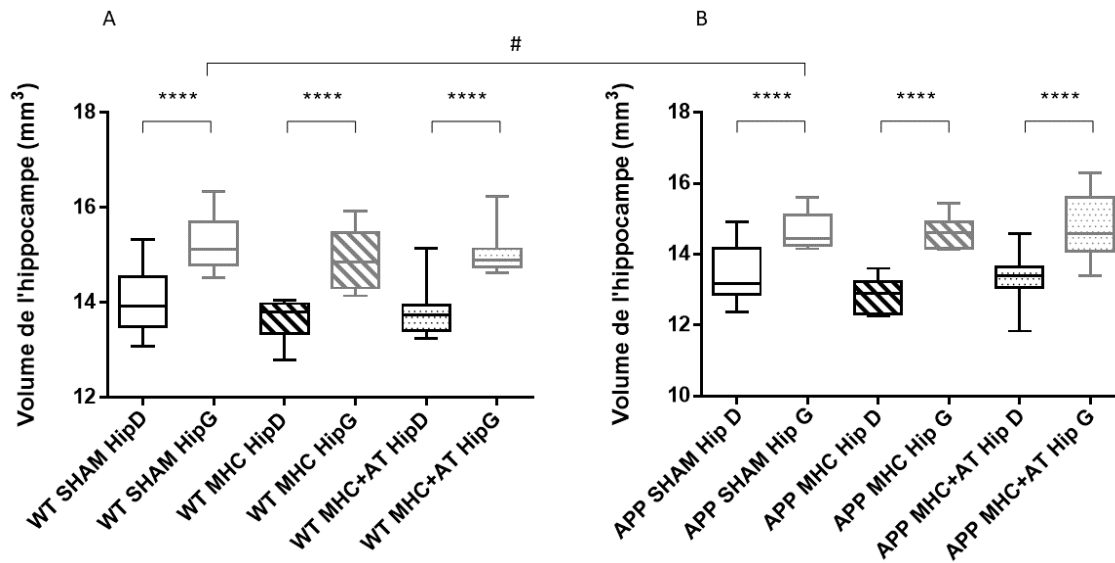 A
B
#
**** **** ****
**** **** ****
Volume de l'hippocampe (mm³)
18
16
14
12
WT SHAM HipD
WT SHAM HipG
WT MHC HipD
WT MHC HipG
WT MHC+AT HipD
WT MHC+AT HipG
Volume de l'hippocampe (mm³)
18
16
14
12
10
APP SHAM Hip D
APP SHAM Hip G
APP MHC Hip D
APP MHC Hip G
APP MHC+AT Hip D
APP MHC+AT Hip G